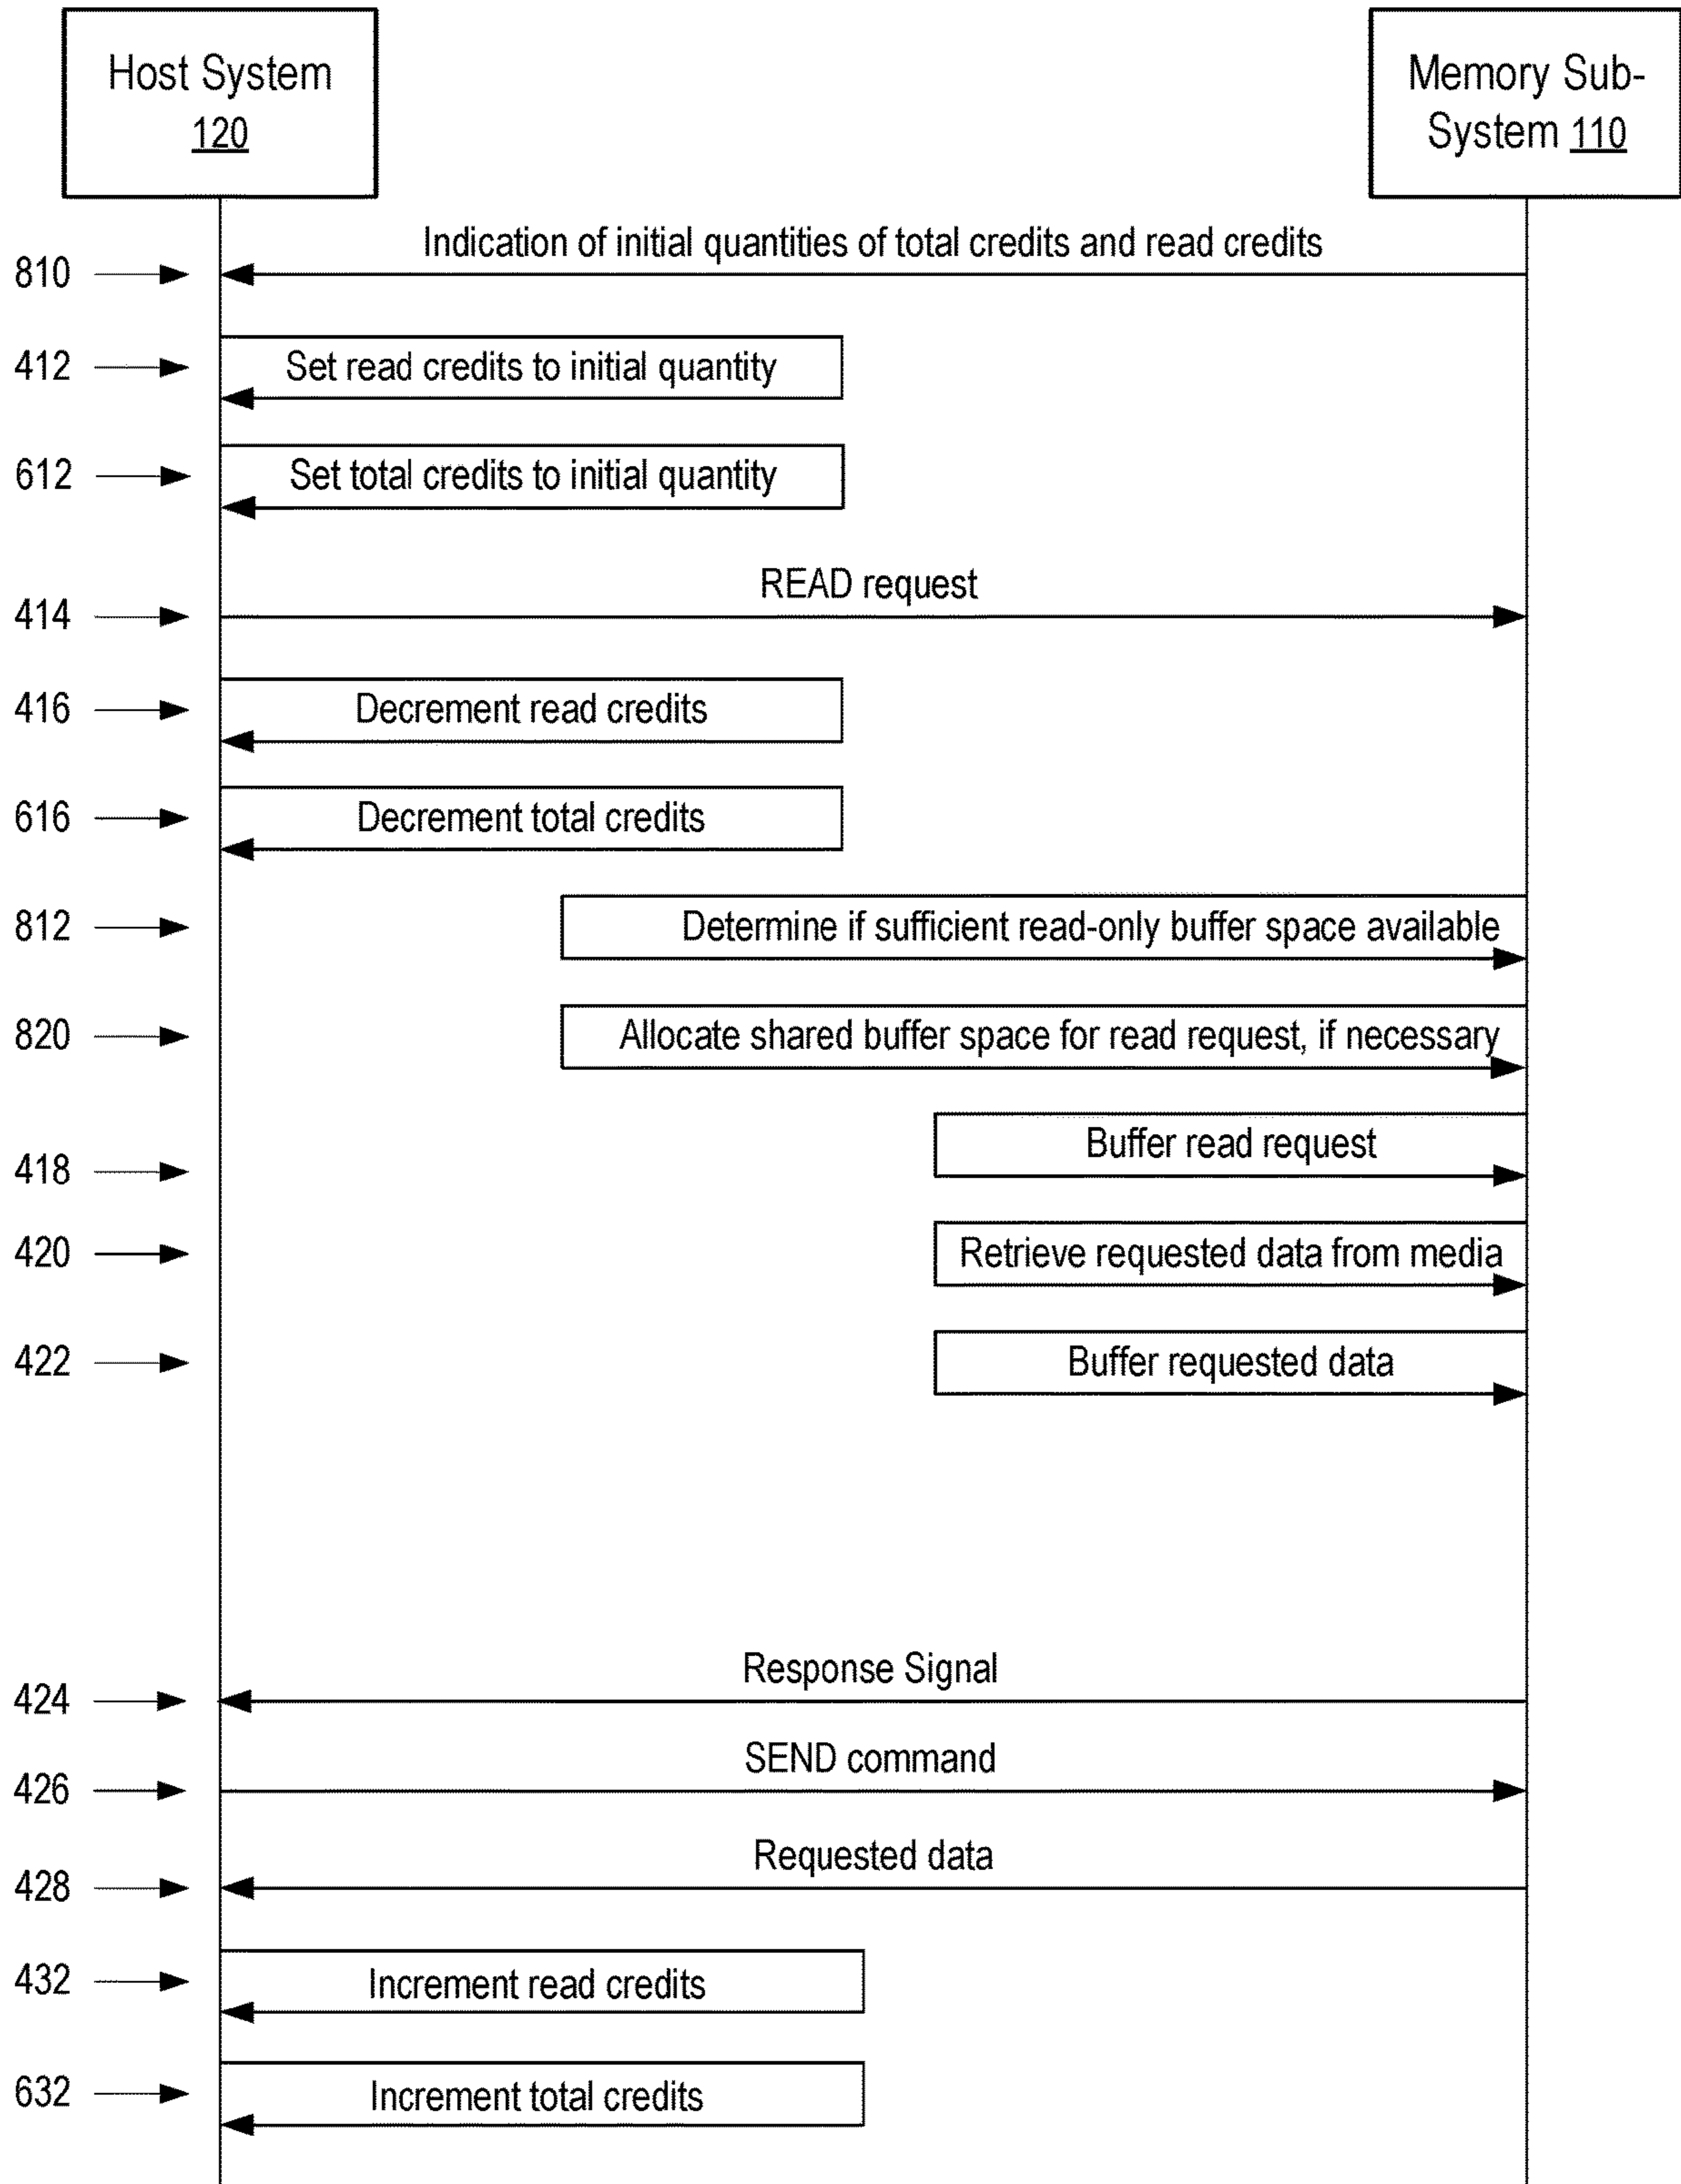 Host System
120
Memory Sub-
System 110
Indication of initial quantities of total credits and read credits
810
412
Set read credits to initial quantity
612
Set total credits to initial quantity
READ request
414
416
Decrement read credits
616
Decrement total credits
812
Determine if sufficient read-only buffer space available
820
Allocate shared buffer space for read request, if necessary
Buffer read request
418
420
Retrieve requested data from media
422
Buffer requested data
Response Signal
424
SEND command
426
Requested data
428
432
Increment read credits
632
Increment total credits